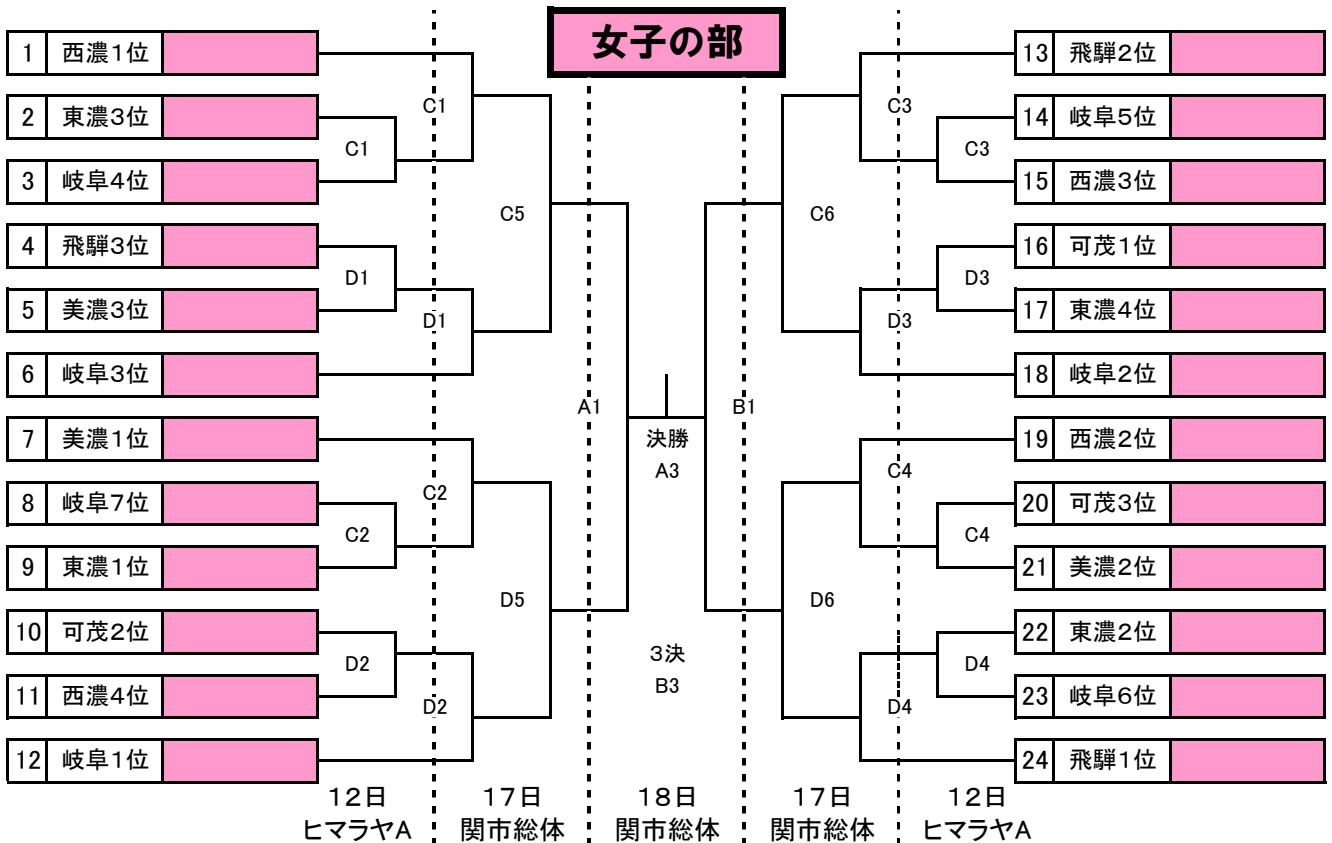 女子の部
1 西濃1位
2 東濃3位
3 岐阜4位
4 飛騨3位
5 美濃3位
6 岐阜3位
7 美濃1位
8 岐阜7位
9 東濃1位
10 可茂2位
11 西濃4位
12 岐阜1位
C1
D1
C2
D2
C1
D1
C2
D2
C5
D5
A1
決勝
A3
3決
B3
B1
C6
D6
C3
D3
C4
D4
C3
D3
C4
D4
13 飛騨2位
14 岐阜5位
15 西濃3位
16 可茂1位
17 東濃4位
18 岐阜2位
19 西濃2位
20 可茂3位
21 美濃2位
22 東濃2位
23 岐阜6位
24 飛騨1位
12日 17日 18日 17日 12日
ヒマラヤA 関市総体 関市総体 関市総体 ヒマラヤA